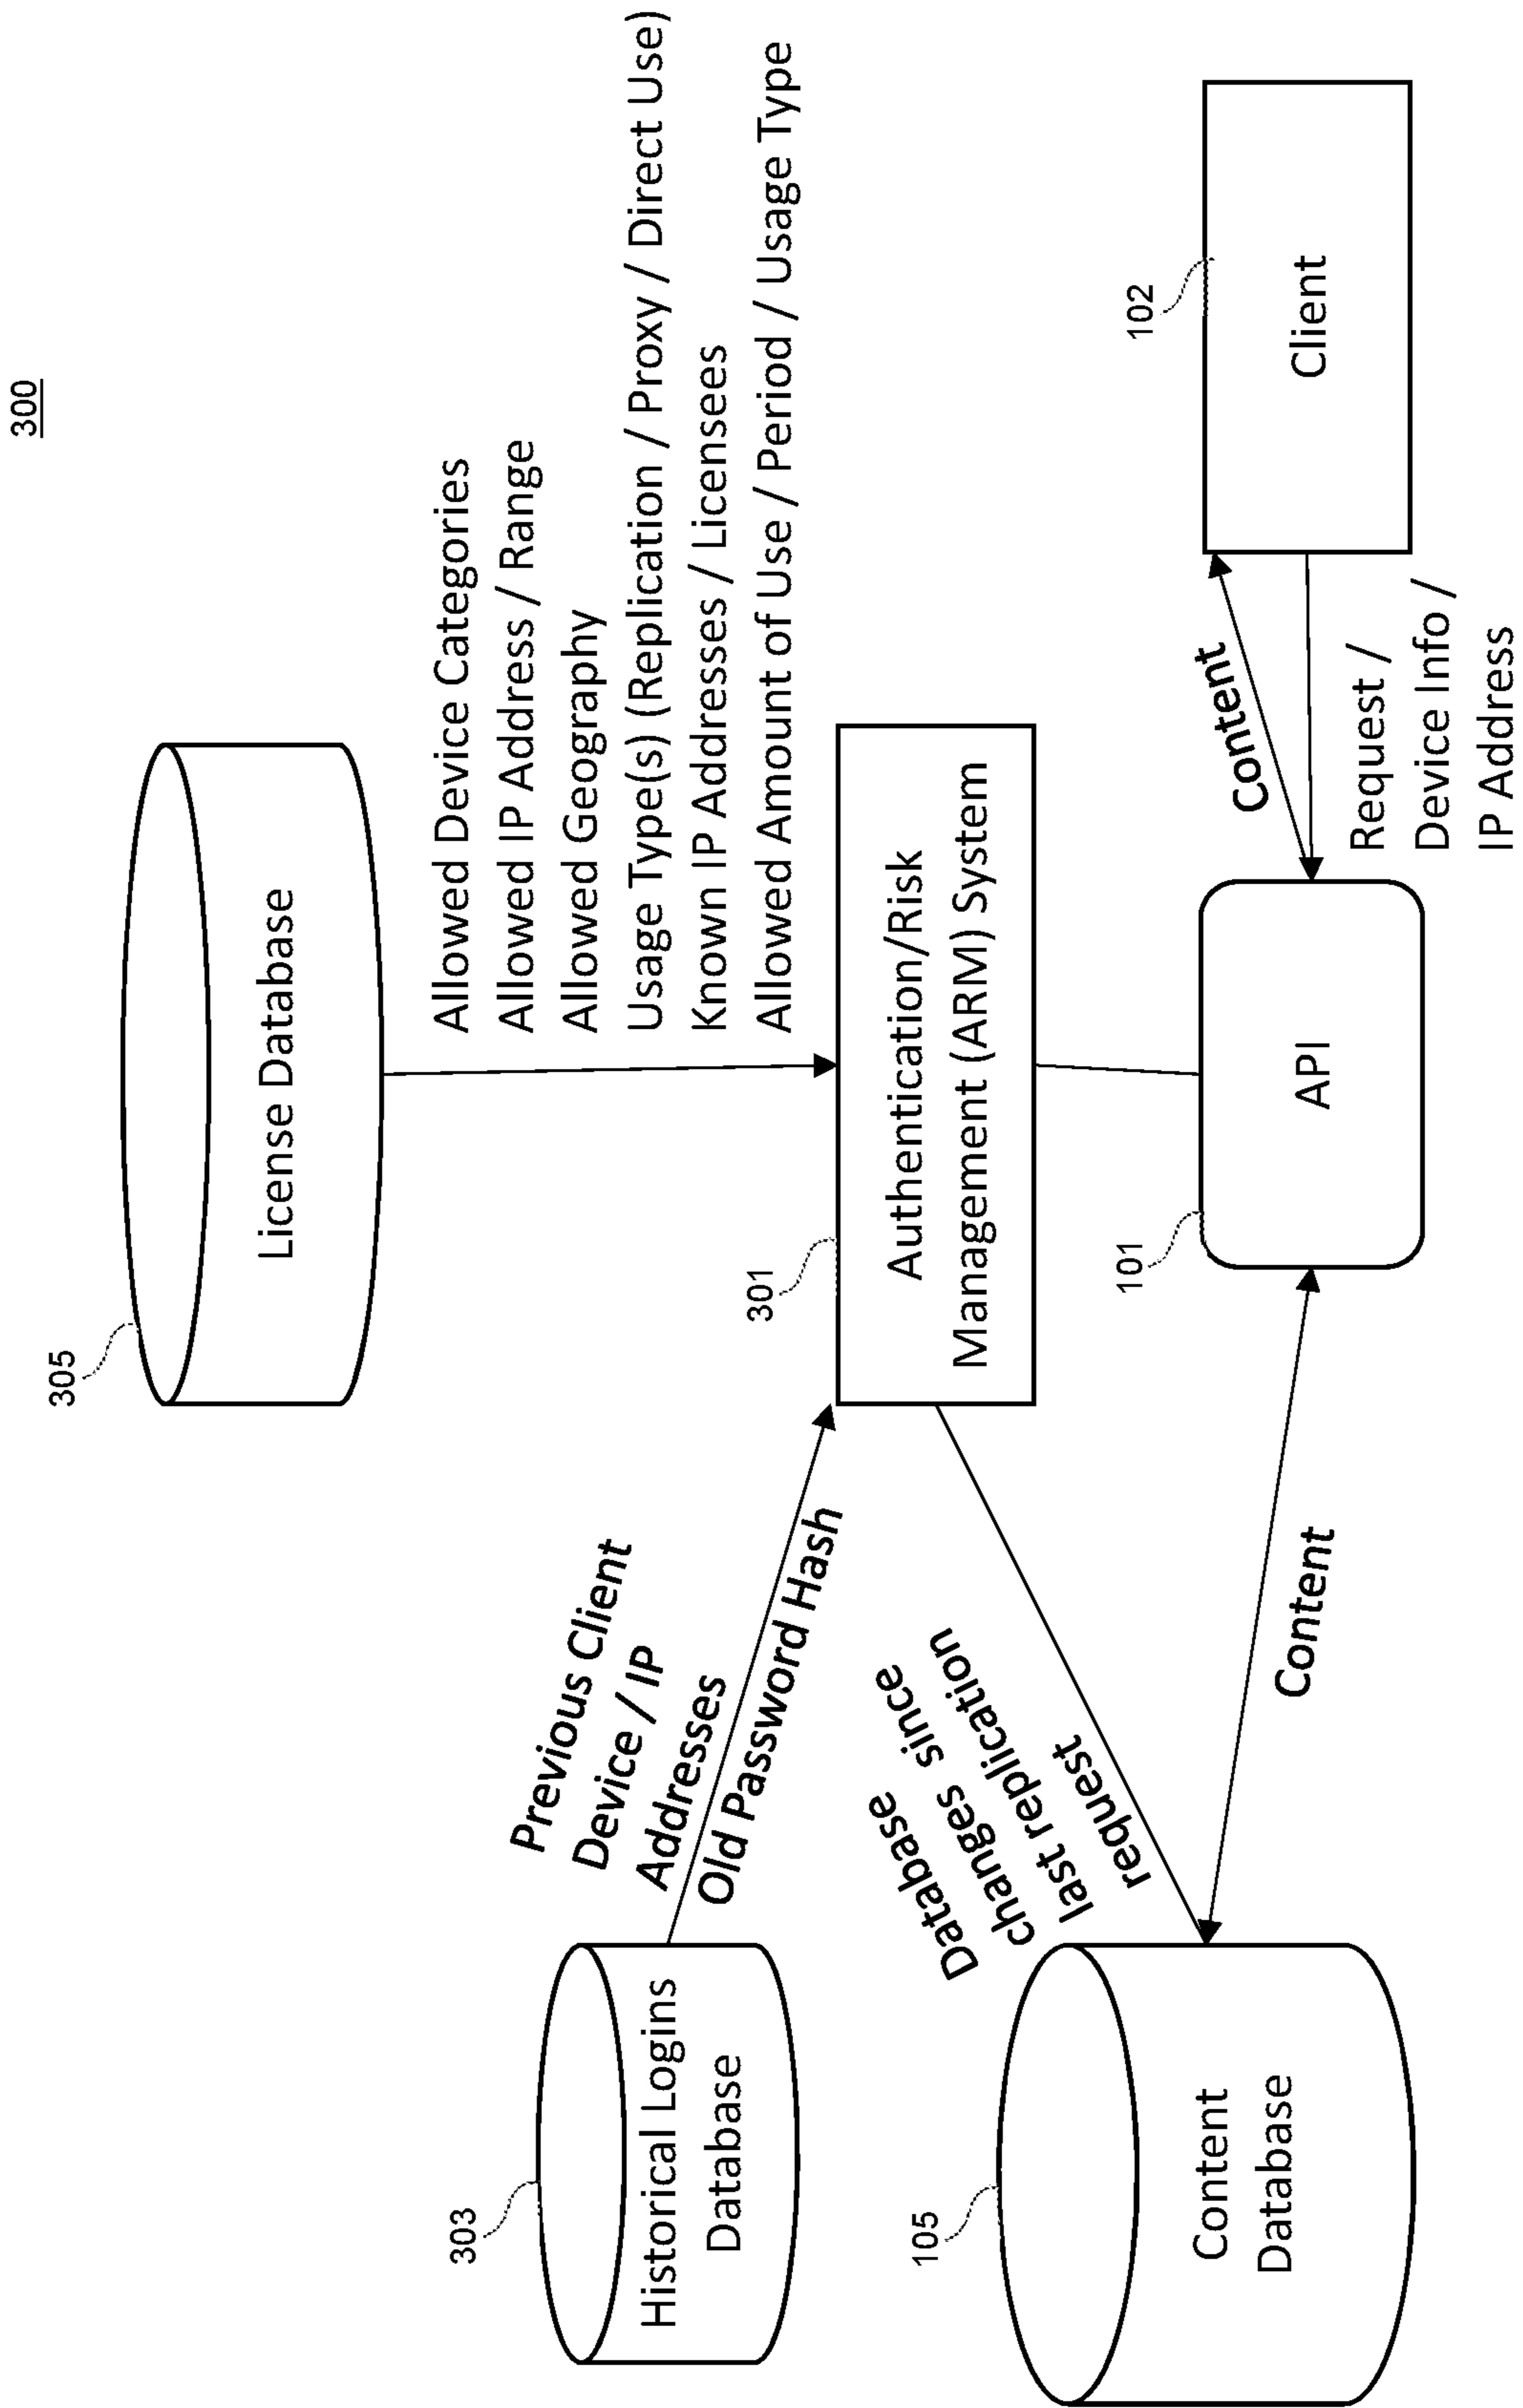 300
305
License Database
Allowed Device Categories
Allowed IP Address / Range
Allowed Geography
Usage Type(s) (Replication / Proxy / Direct Use)
Known IP Addresses / Licensees
Allowed Amount of Use / Period / Usage Type
303
Historical Logins
Database
Previous Client
Device / IP
Addresses
Old Password Hash
301
Authentication/Risk
Management (ARM) System
Database
changes since
last replication
request
105
Content
Database
Content
101
API
Content
Request /
Device Info /
IP Address
102
Client